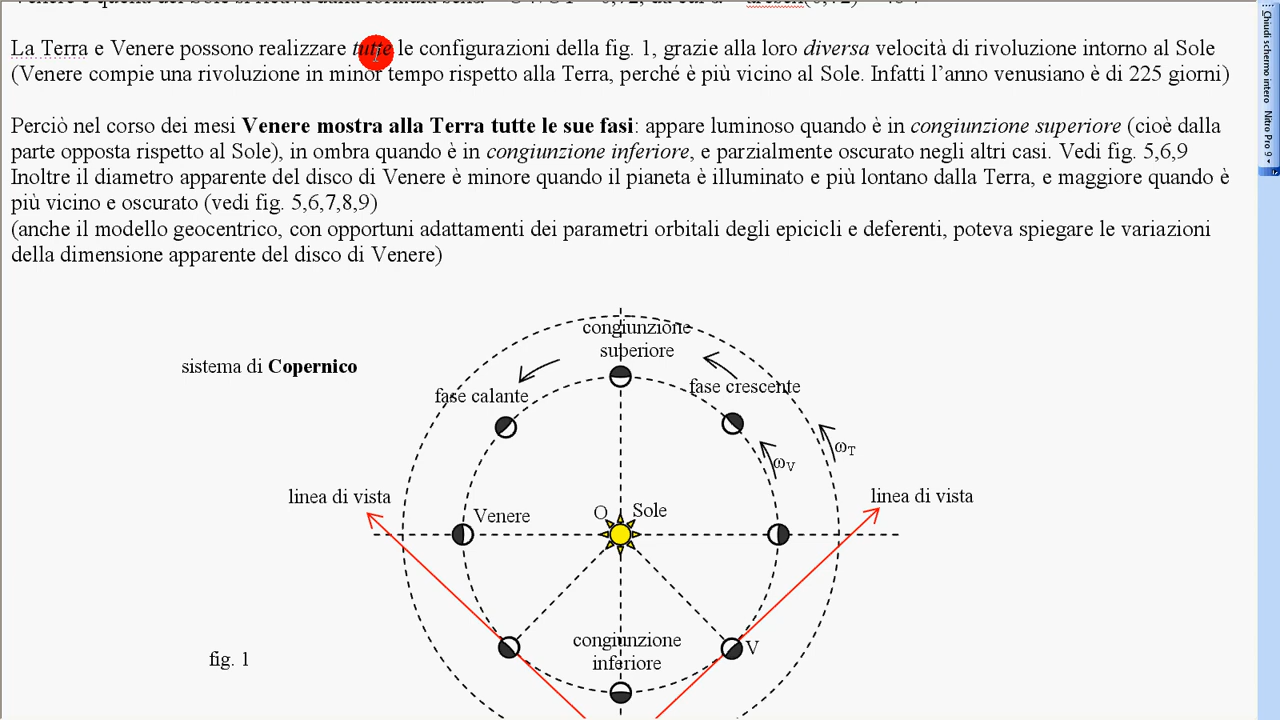 La Terra e Venere possono realizzare tutte le configurazioni della fig. 1, grazie alla loro diversa velocità di rivoluzione intorno al Sole
(Venere compie una rivoluzione in minor tempo rispetto alla Terra, perché è più vicino al Sole. Infatti l’anno venusiano è di 225 giorni)
Perciò nel corso dei mesi Venere mostra alla Terra tutte le sue fasi: appare luminoso quando è in congiunzione superiore (cioè dalla
parte opposta rispetto al Sole), in ombra quando è in congiunzione inferiore, e parzialmente oscurato negli altri casi. Vedi fig. 5,6,9
Inoltre il diametro apparente del disco di Venere è minore quando il pianeta è illuminato e più lontano dalla Terra, e maggiore quando è
più vicino e oscurato (vedi fig. 5,6,7,8,9)
(anche il modello geocentrico, con opportuni adattamenti dei parametri orbitali degli epicicli e deferenti, poteva spiegare le variazioni
della dimensione apparente del disco di Venere)
congiunzione
superiore
sistema di Copernico
fase crescente
fase calante
ωT
ωV
linea di vista
linea di vista
Venere
O
Sole
congiunzione
inferiore
V
fig. 1
Chiudi schermo intero
Nitro Pro 9